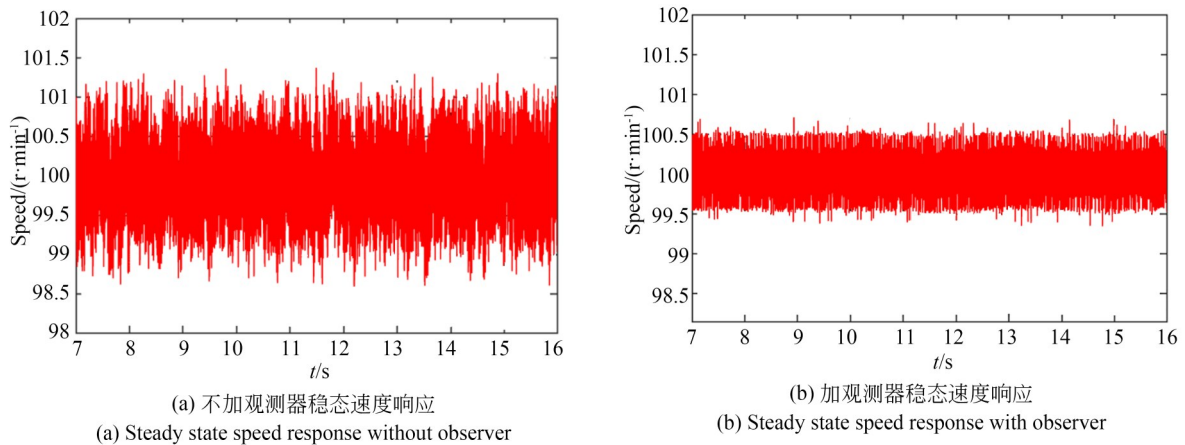 102
101.5
101
100.5
100
99.5
99
98.5
98
Speed/(r·min⁻¹)
7 8 9 10 11 12 13 14 15 16
t/s
(a) 不加观测器稳态速度响应
(a) Steady state speed response without observer
102
101.5
101
100.5
100
99.5
99
98.5
Speed/(r·min⁻¹)
7 8 9 10 11 12 13 14 15 16
t/s
(b) 加观测器稳态速度响应
(b) Steady state speed response with observer